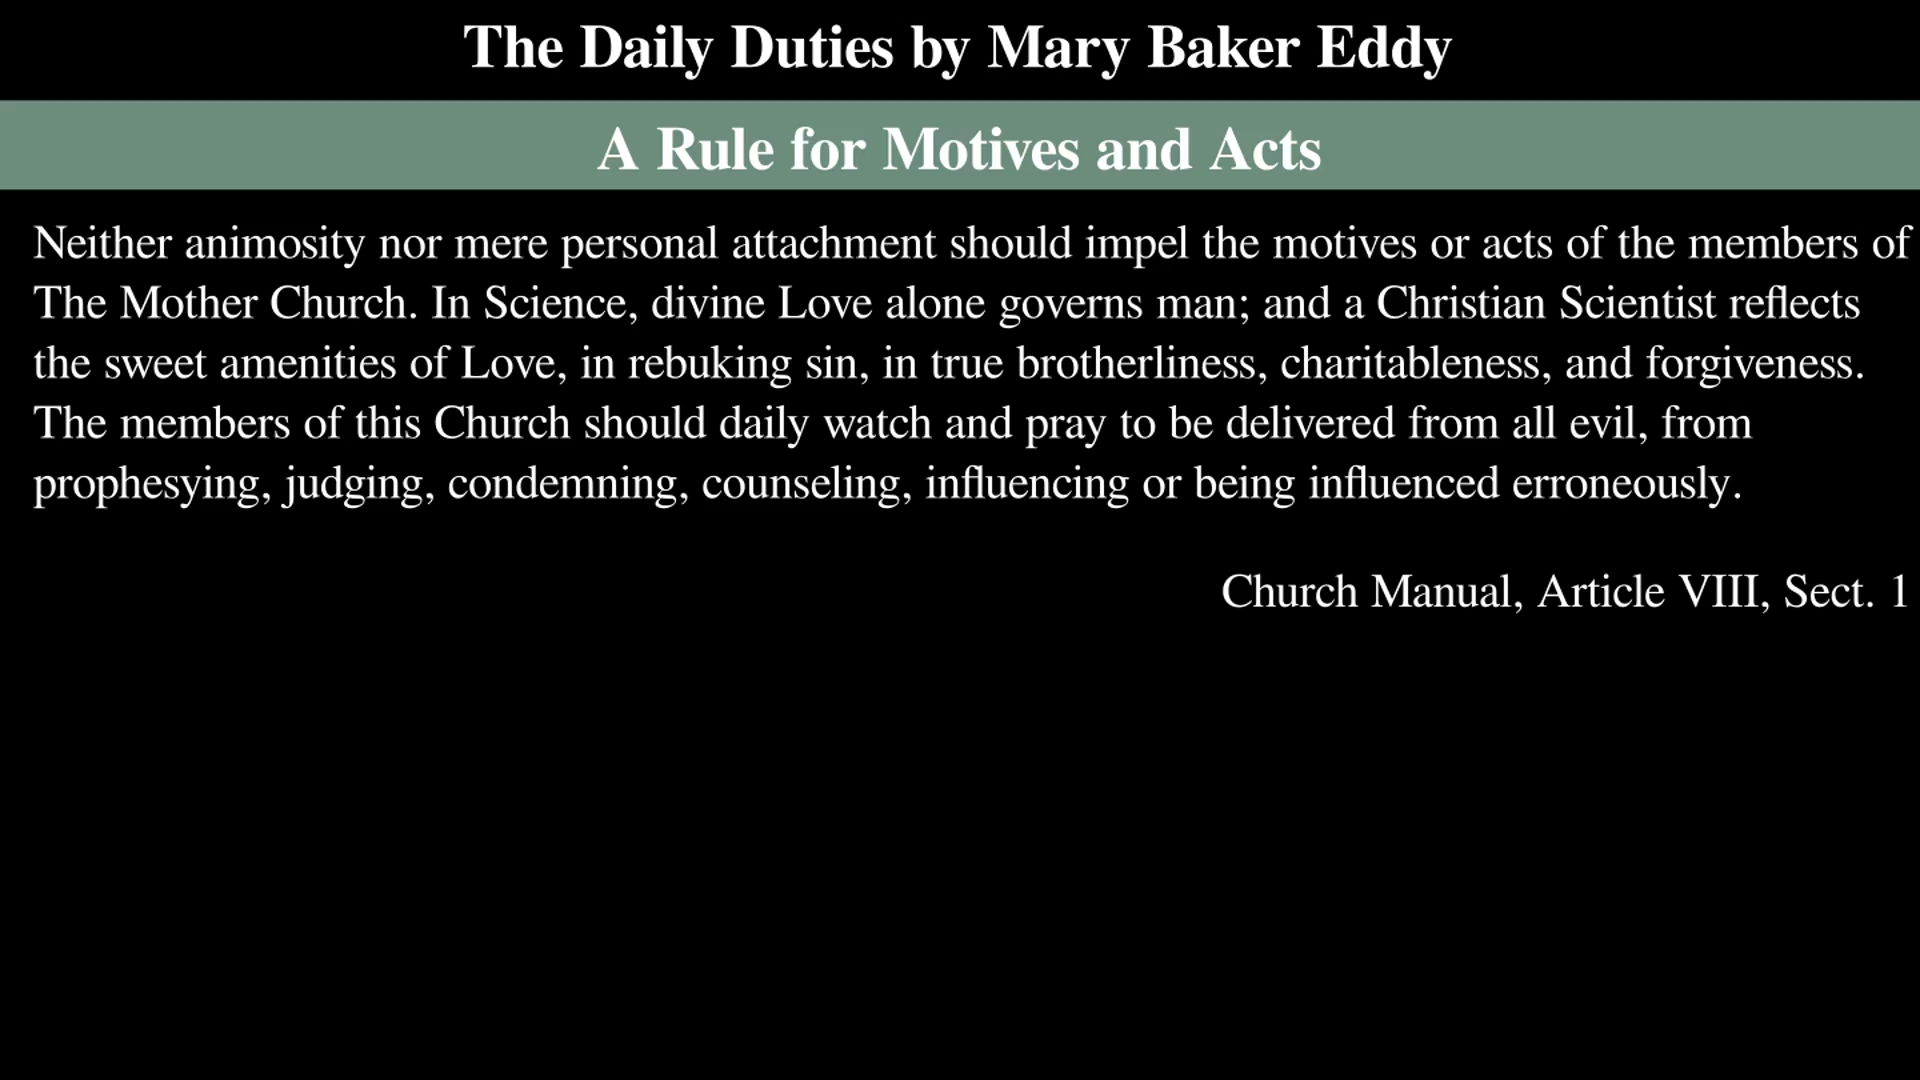 The Daily Duties by Mary Baker Eddy
A Rule for Motives and Acts
Neither animosity nor mere personal attachment should impel the motives or acts of the members of
The Mother Church. In Science, divine Love alone governs man; and a Christian Scientist reflects
the sweet amenities of Love, in rebuking sin, in true brotherliness, charitableness, and forgiveness.
The members of this Church should daily watch and pray to be delivered from all evil, from
prophesying, judging, condemning, counseling, influencing or being influenced erroneously.
Church Manual, Article VIII, Sect. 1